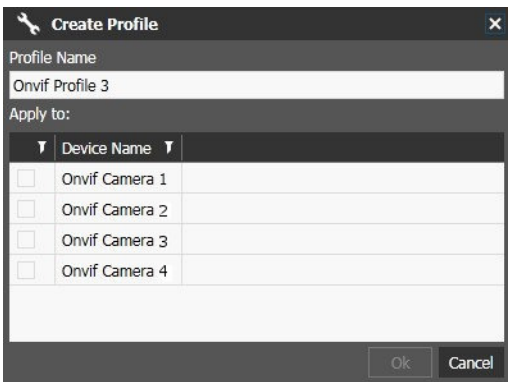 Create Profile
Profile Name
Onvif Profile 3
Apply to:
Device Name
Onvif Camera 1
Onvif Camera 2
Onvif Camera 3
Onvif Camera 4
Ok Cancel